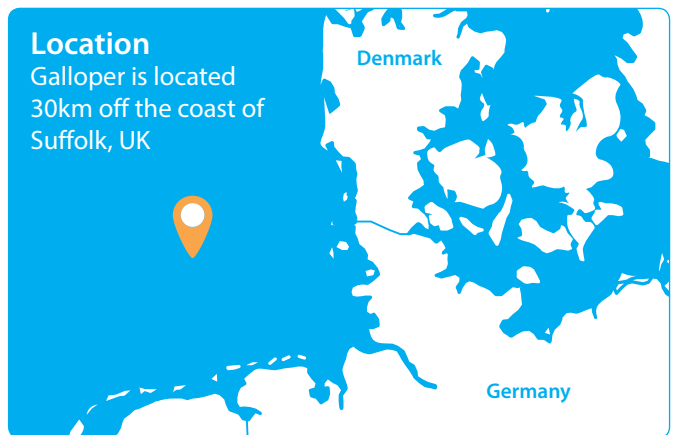 Location
Galloper is located
30km off the coast of
Suffolk, UK
Denmark
Germany